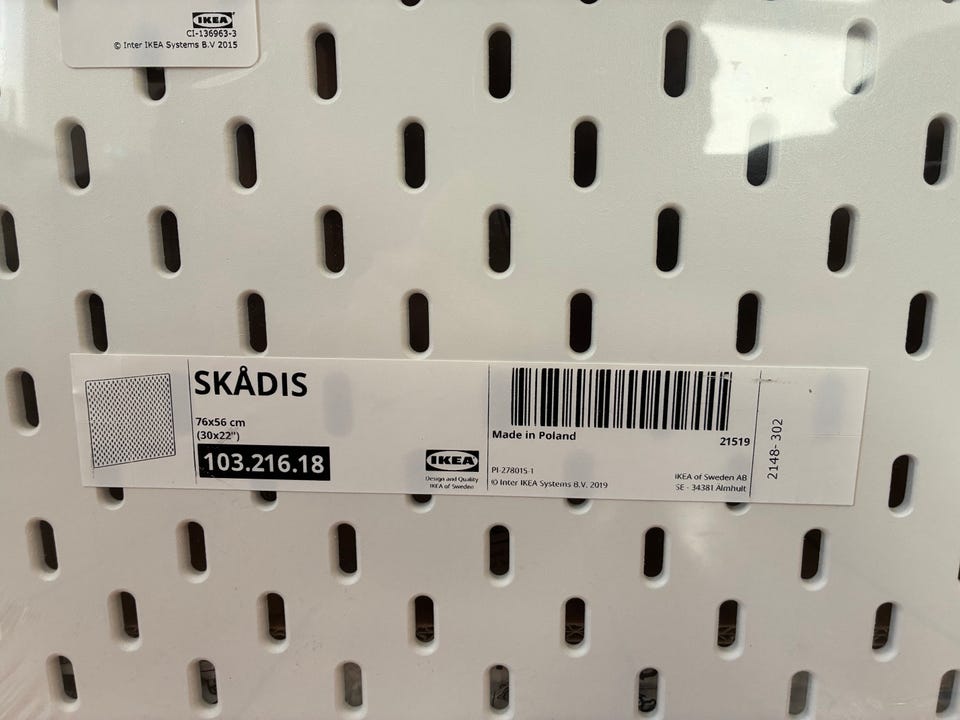 IKEA
CI-136963-3
© Inter IKEA Systems B.V 2015
SKÅDIS
76x56 cm
(30x22")
103.216.18
IKEA
Design and Quality
IKEA of Sweden
Made in Poland
21519
PI-278015-1
© Inter IKEA Systems B.V. 2019
IKEA of Sweden AB
SE - 34381 Älmhult
2148- 302